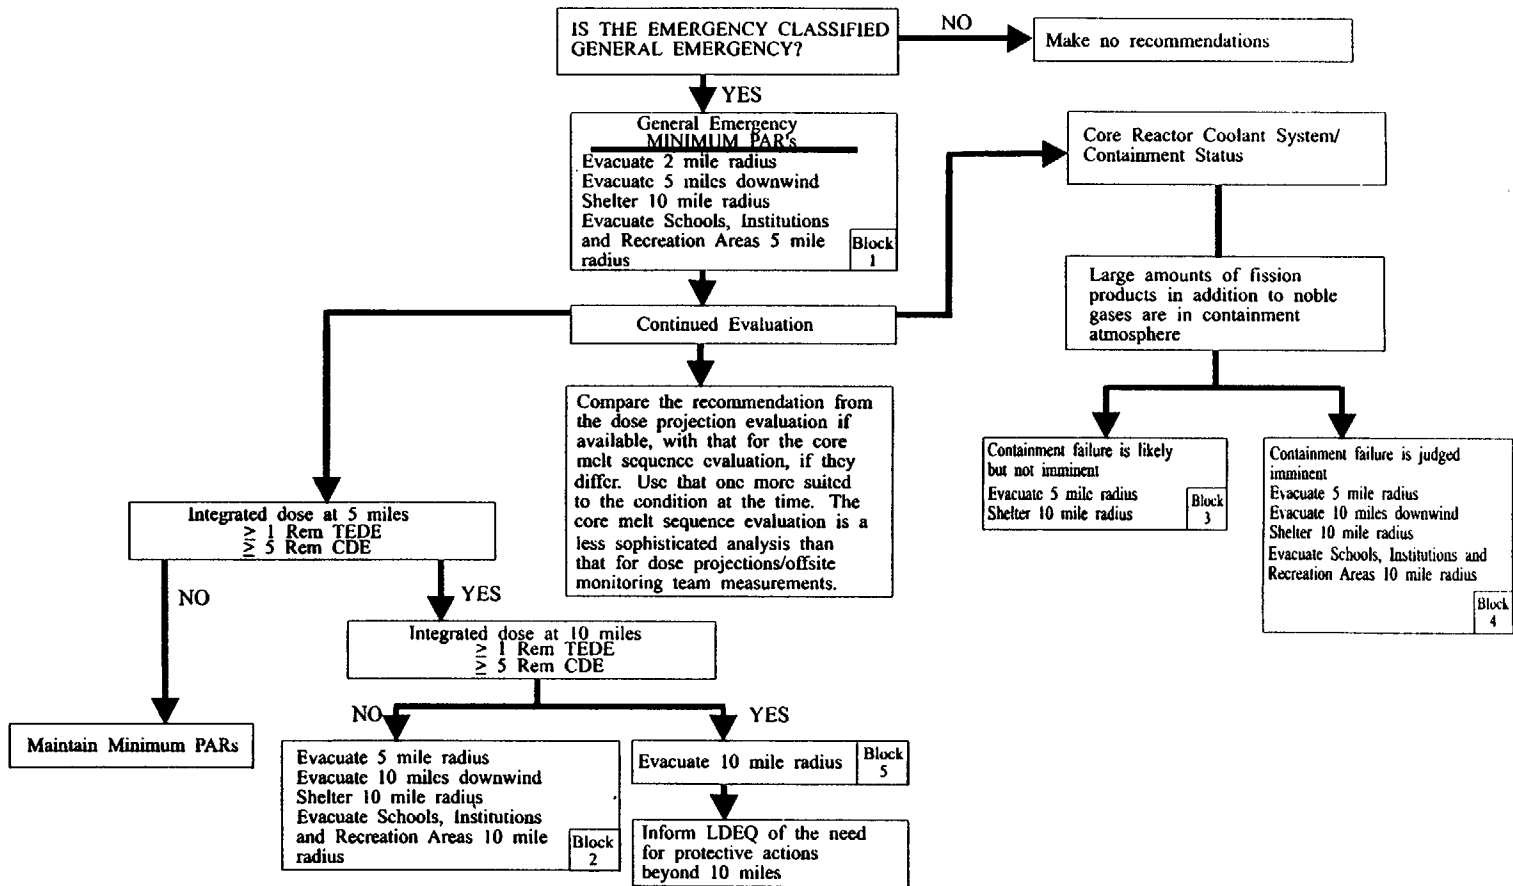 IS THE EMERGENCY CLASSIFIED
GENERAL EMERGENCY?
NO
Make no recommendations
YES
General Emergency
MINIMUM PAR's
Evacuate 2 mile radius
Evacuate 5 miles downwind
Shelter 10 mile radius
Evacuate Schools, Institutions
and Recreation Areas 5 mile
radius
Block
1
Core Reactor Coolant System/
Containment Status
Large amounts of fission
products in addition to noble
gases are in containment
atmosphere
Continued Evaluation
Compare the recommendation from
the dose projection evaluation if
available, with that for the core
melt sequence evaluation, if they
differ. Use that one more suited
to the condition at the time. The
core melt sequence evaluation is a
less sophisticated analysis than
that for dose projections/offsite
monitoring team measurements.
Containment failure is likely
but not imminent
Evacuate 5 mile radius
Shelter 10 mile radius
Block
3
Containment failure is judged
imminent
Evacuate 5 mile radius
Evacuate 10 miles downwind
Shelter 10 mile radius
Evacuate Schools, Institutions and
Recreation Areas 10 mile radius
Block
4
Integrated dose at 5 miles
≥ 1 Rem TEDE
≥ 5 Rem CDE
NO
YES
Integrated dose at 10 miles
≥ 1 Rem TEDE
≥ 5 Rem CDE
NO
YES
Maintain Minimum PARs
Evacuate 5 mile radius
Evacuate 10 miles downwind
Shelter 10 mile radius
Evacuate Schools, Institutions
and Recreation Areas 10 mile
radius
Block
2
Evacuate 10 mile radius
Block
5
Inform LDEQ of the need
for protective actions
beyond 10 miles